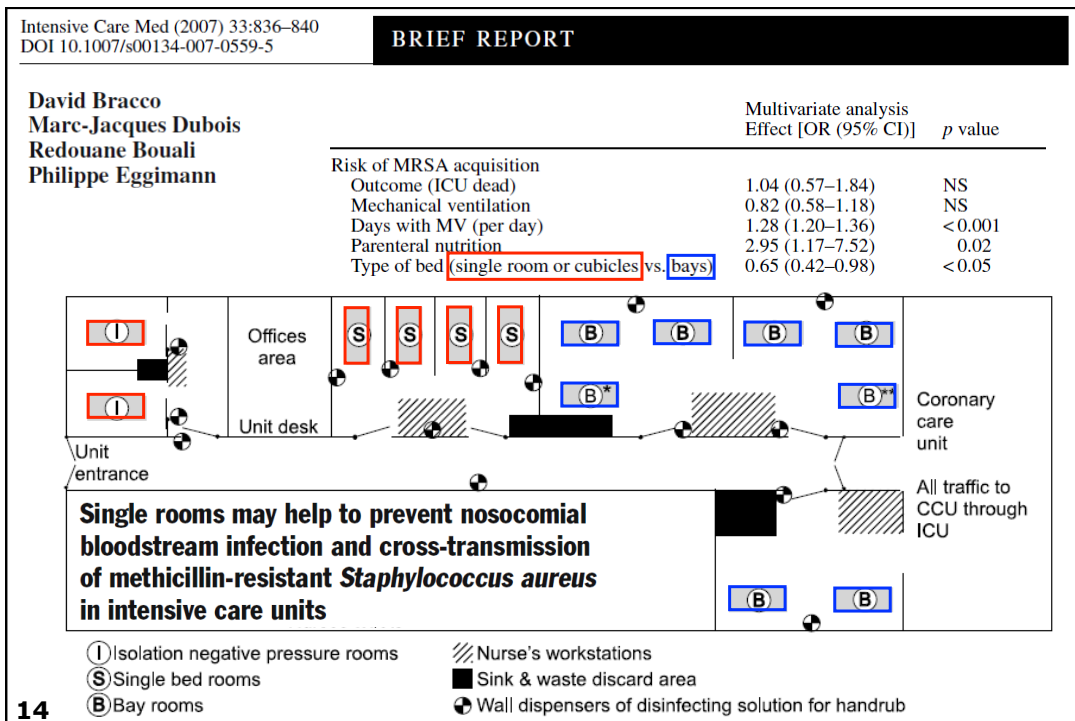 Intensive Care Med (2007) 33:836–840
DOI 10.1007/s00134-007-0559-5
BRIEF REPORT
David Bracco
Marc-Jacques Dubois
Redouane Bouali
Philippe Eggimann
Multivariate analysis
Effect [OR (95% CI)] p value
Risk of MRSA acquisition
Outcome (ICU dead) 1.04 (0.57–1.84) NS
Mechanical ventilation 0.82 (0.58–1.18) NS
Days with MV (per day) 1.28 (1.20–1.36) <0.001
Parenteral nutrition 2.95 (1.17–7.52) 0.02
Type of bed (single room or cubicles vs. bays) 0.65 (0.42–0.98) <0.05
I
I
Offices
area
Unit desk
S S S S
B B B B
B* B**
Coronary
care
unit
Unit
entrance
All traffic to
CCU through
ICU
Single rooms may help to prevent nosocomial
bloodstream infection and cross-transmission
of methicillin-resistant Staphylococcus aureus
in intensive care units
B B
I Isolation negative pressure rooms
S Single bed rooms
B Bay rooms
Nurse's workstations
Sink & waste discard area
Wall dispensers of disinfecting solution for handrub
14